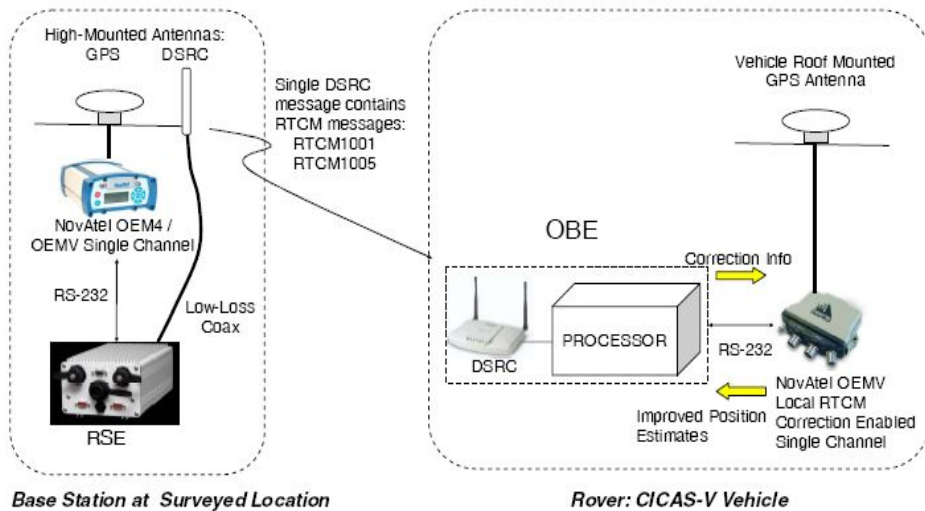 High-Mounted Antennas:
GPS DSRC
NovAtel OEM4 /
OEMV Single Channel
RS-232
Low-Loss
Coax
RSE
Base Station at Surveyed Location
Single DSRC
message contains
RTCM messages:
RTCM1001
RTCM1005
Vehicle Roof Mounted
GPS Antenna
OBE
Correction Info
DSRC
PROCESSOR
RS-232
Improved Position
Estimates
NovAtel OEMV
Local RTCM
Correction Enabled
Single Channel
Rover: CICAS-V Vehicle